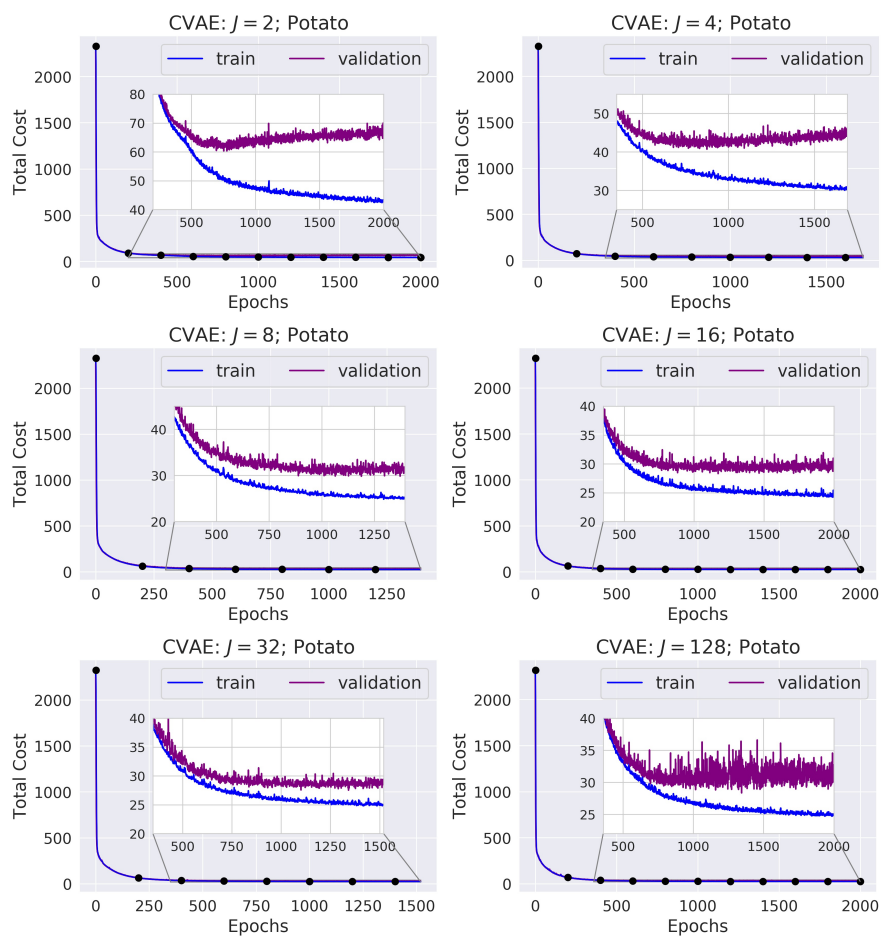 CVAE: J = 2; Potato
train validation
Total Cost
2000
1500
1000
500
0
80
70
60
50
40
500 1000 1500 2000
0 500 1000 1500 2000
Epochs
CVAE: J = 4; Potato
train validation
Total Cost
2000
1500
1000
500
0
50
40
30
500 1000 1500
0 500 1000 1500
Epochs
CVAE: J = 8; Potato
train validation
Total Cost
2000
1500
1000
500
0
40
30
20
500 750 1000 1250
0 250 500 750 1000 1250
Epochs
CVAE: J = 16; Potato
train validation
Total Cost
2000
1500
1000
500
0
40
35
30
25
20
500 1000 1500 2000
0 500 1000 1500 2000
Epochs
CVAE: J = 32; Potato
train validation
Total Cost
2000
1500
1000
500
0
40
35
30
25
20
500 750 1000 1250 1500
0 250 500 750 1000 1250 1500
Epochs
CVAE: J = 128; Potato
train validation
Total Cost
2000
1500
1000
500
0
40
35
30
25
500 1000 1500 2000
0 500 1000 1500 2000
Epochs